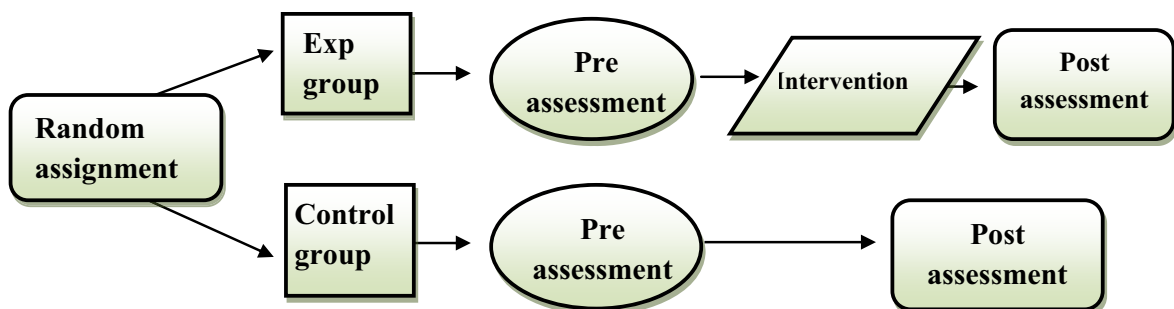 Exp
group
Pre
assessment
Intervention
Post
assessment
Random
assignment
Control
group
Pre
assessment
Post
assessment